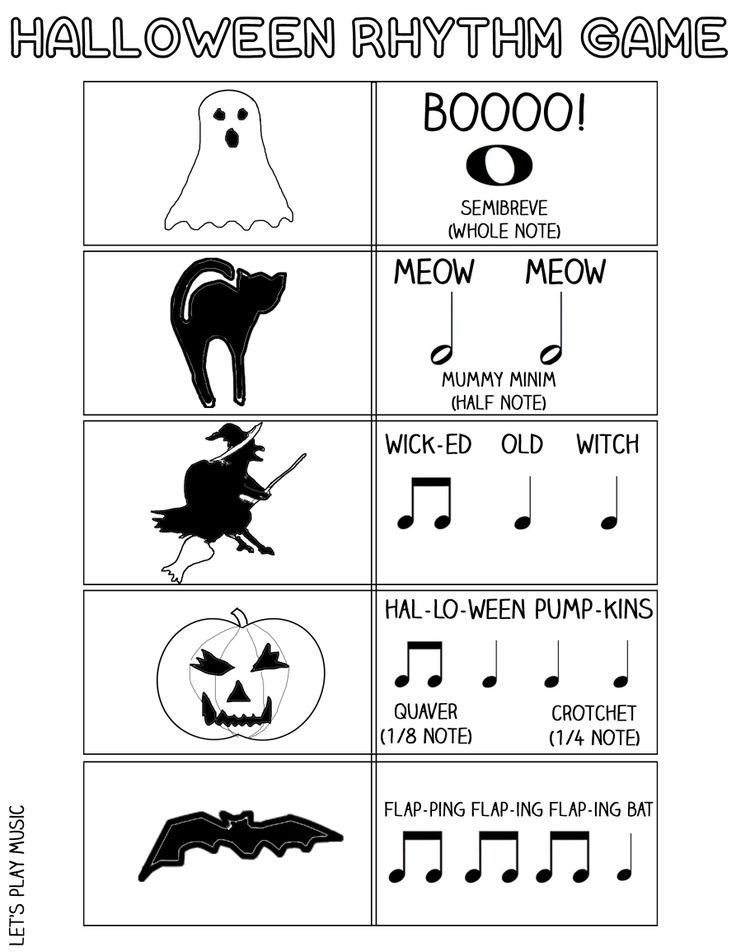 HALLOWEEN RHYTHM GAME
BOOOO!
SEMIBREVE
(WHOLE NOTE)
MEOW MEOW
MUMMY MINIM
(HALF NOTE)
WICK-ED OLD WITCH
HAL-LO-WEEN PUMP-KINS
QUAVER
(1/8 NOTE)
CROTCHET
(1/4 NOTE)
FLAP-PING FLAP-ING FLAP-ING BAT
LET'S PLAY MUSIC